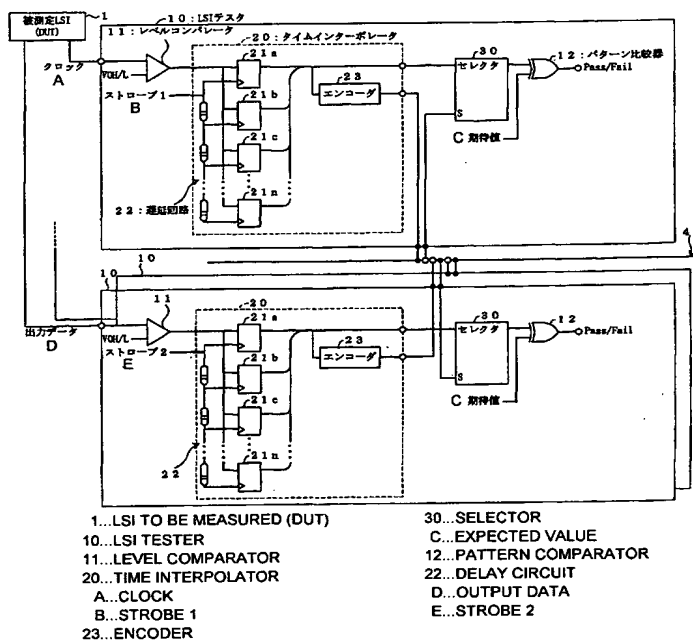 被測定LSI
(DUT)
1
10:LSIテスタ
11:レベルコンパレータ
20:タイムインターポレータ
クロック
A
VOH/L
ストローブ1
B
21a
21b
21c
21n
22:遅延回路
23
エンコーダ
30
セレクタ
S
12:パターン比較器
Pass/Fail
C 期待値
4
10
10
出力データ
D
11
VOH/L
ストローブ2
E
20
21a
21b
21c
21n
22
23
エンコーダ
30
セレクタ
S
12
Pass/Fail
C 期待値
1...LSI TO BE MEASURED (DUT)
10...LSI TESTER
11...LEVEL COMPARATOR
20...TIME INTERPOLATOR
A...CLOCK
B...STROBE 1
23...ENCODER
30...SELECTOR
C...EXPECTED VALUE
12...PATTERN COMPARATOR
22...DELAY CIRCUIT
D...OUTPUT DATA
E...STROBE 2